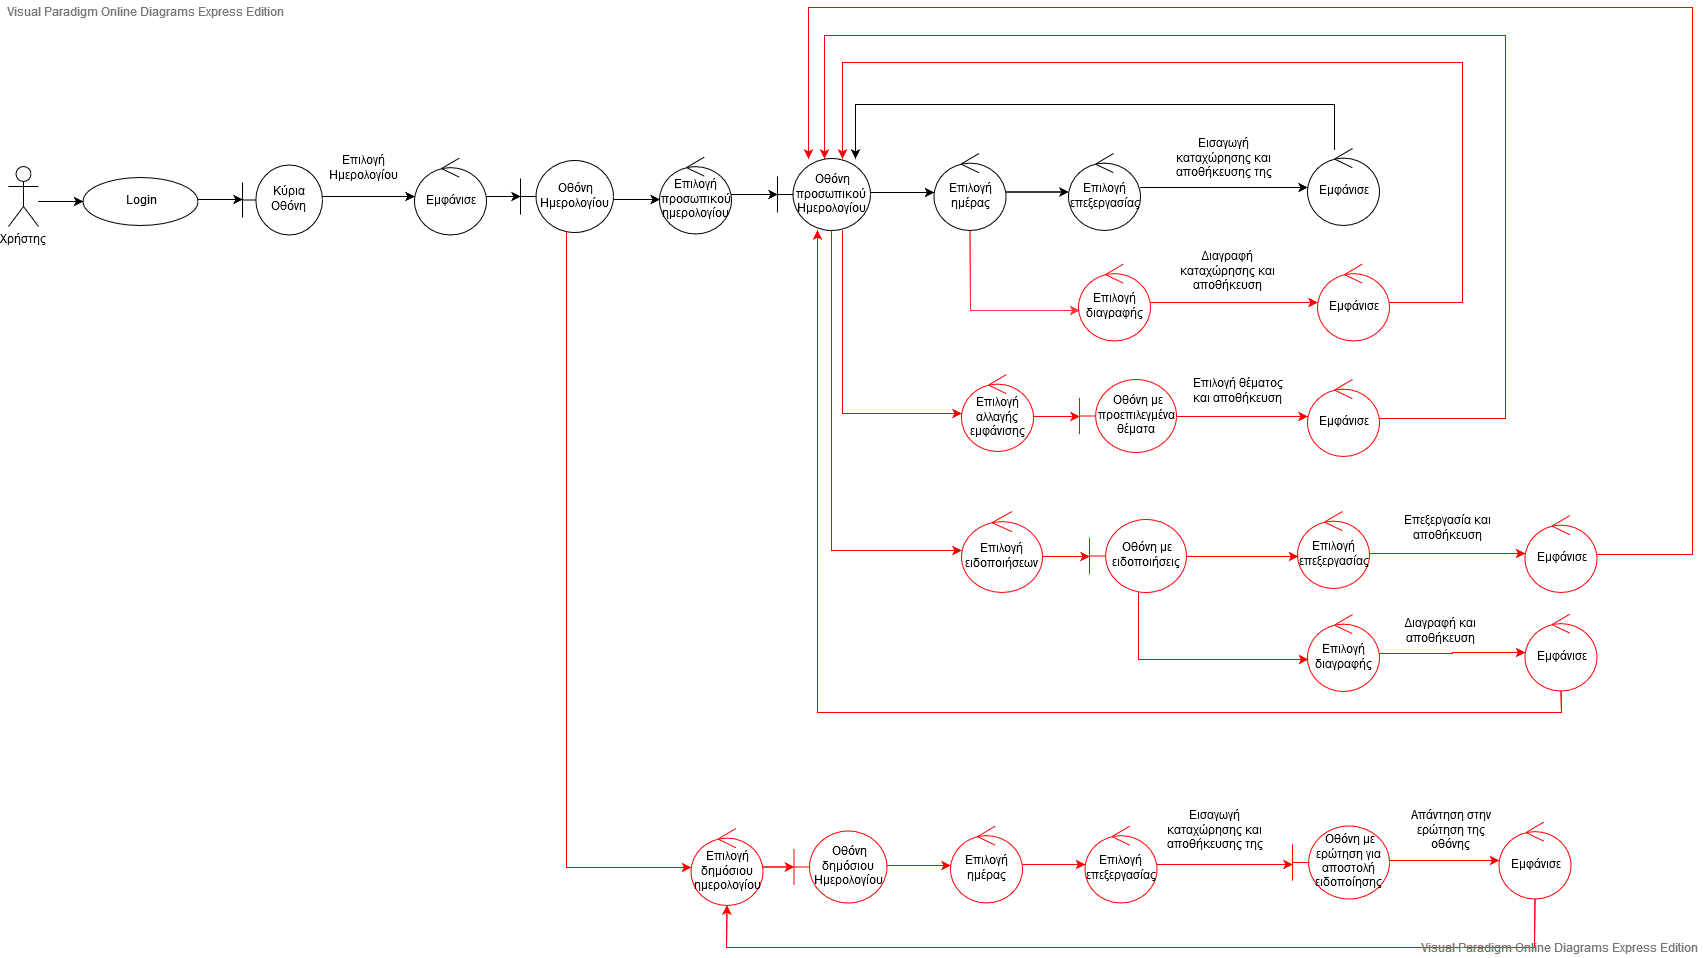 Visual Paradigm Online Diagrams Express Edition
Χρήστης
Login
Κύρια
Οθόνη
Επιλογή
Ημερολογίου
Εμφάνισε
Οθόνη
Ημερολογίου
Επιλογή
προσωπικού
ημερολογίου
Οθόνη
προσωπικού
Ημερολογίου
Επιλογή
ημέρας
Επιλογή
επεξεργασίας
Εισαγωγή
καταχώρησης και
αποθήκευσης της
Εμφάνισε
Επιλογή
διαγραφής
Διαγραφή
καταχώρησης και
αποθήκευση
Εμφάνισε
Επιλογή
αλλαγής
εμφάνισης
Οθόνη με
προεπιλεγμένα
θέματα
Επιλογή θέματος
και αποθήκευση
Εμφάνισε
Επιλογή
ειδοποιήσεων
Οθόνη με
ειδοποιήσεις
Επιλογή
επεξεργασίας
Επεξεργασία και
αποθήκευση
Εμφάνισε
Επιλογή
διαγραφής
Διαγραφή και
αποθήκευση
Εμφάνισε
Επιλογή
δημόσιου
ημερολογίου
Οθόνη
δημόσιου
Ημερολογίου
Επιλογή
ημέρας
Επιλογή
επεξεργασίας
Εισαγωγή
καταχώρησης και
αποθήκευσης της
Οθόνη με
ερώτηση για
αποστολή
ειδοποίησης
Απάντηση στην
ερώτηση της
οθόνης
Εμφάνισε
Visual Paradigm Online Diagrams Express Edition